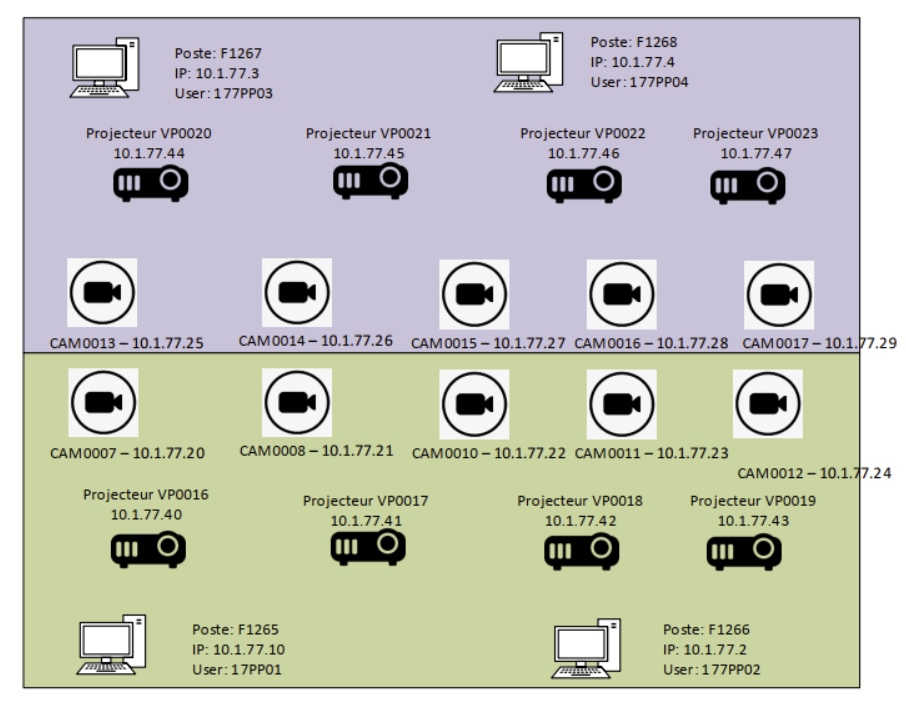 Poste: F1267
IP: 10.1.77.3
User: 177PP03
Poste: F1268
IP: 10.1.77.4
User: 177PP04
Projecteur VP0020
10.1.77.44
Projecteur VP0021
10.1.77.45
Projecteur VP0022
10.1.77.46
Projecteur VP0023
10.1.77.47
CAM0013 – 10.1.77.25
CAM0014 – 10.1.77.26
CAM0015 – 10.1.77.27
CAM0016 – 10.1.77.28
CAM0017 – 10.1.77.29
CAM0007 – 10.1.77.20
CAM0008 – 10.1.77.21
CAM0010 – 10.1.77.22
CAM0011 – 10.1.77.23
CAM0012 – 10.1.77.24
Projecteur VP0016
10.1.77.40
Projecteur VP0017
10.1.77.41
Projecteur VP0018
10.1.77.42
Projecteur VP0019
10.1.77.43
Poste: F1265
IP: 10.1.77.10
User: 17PP01
Poste: F1266
IP: 10.1.77.2
User: 177PP02